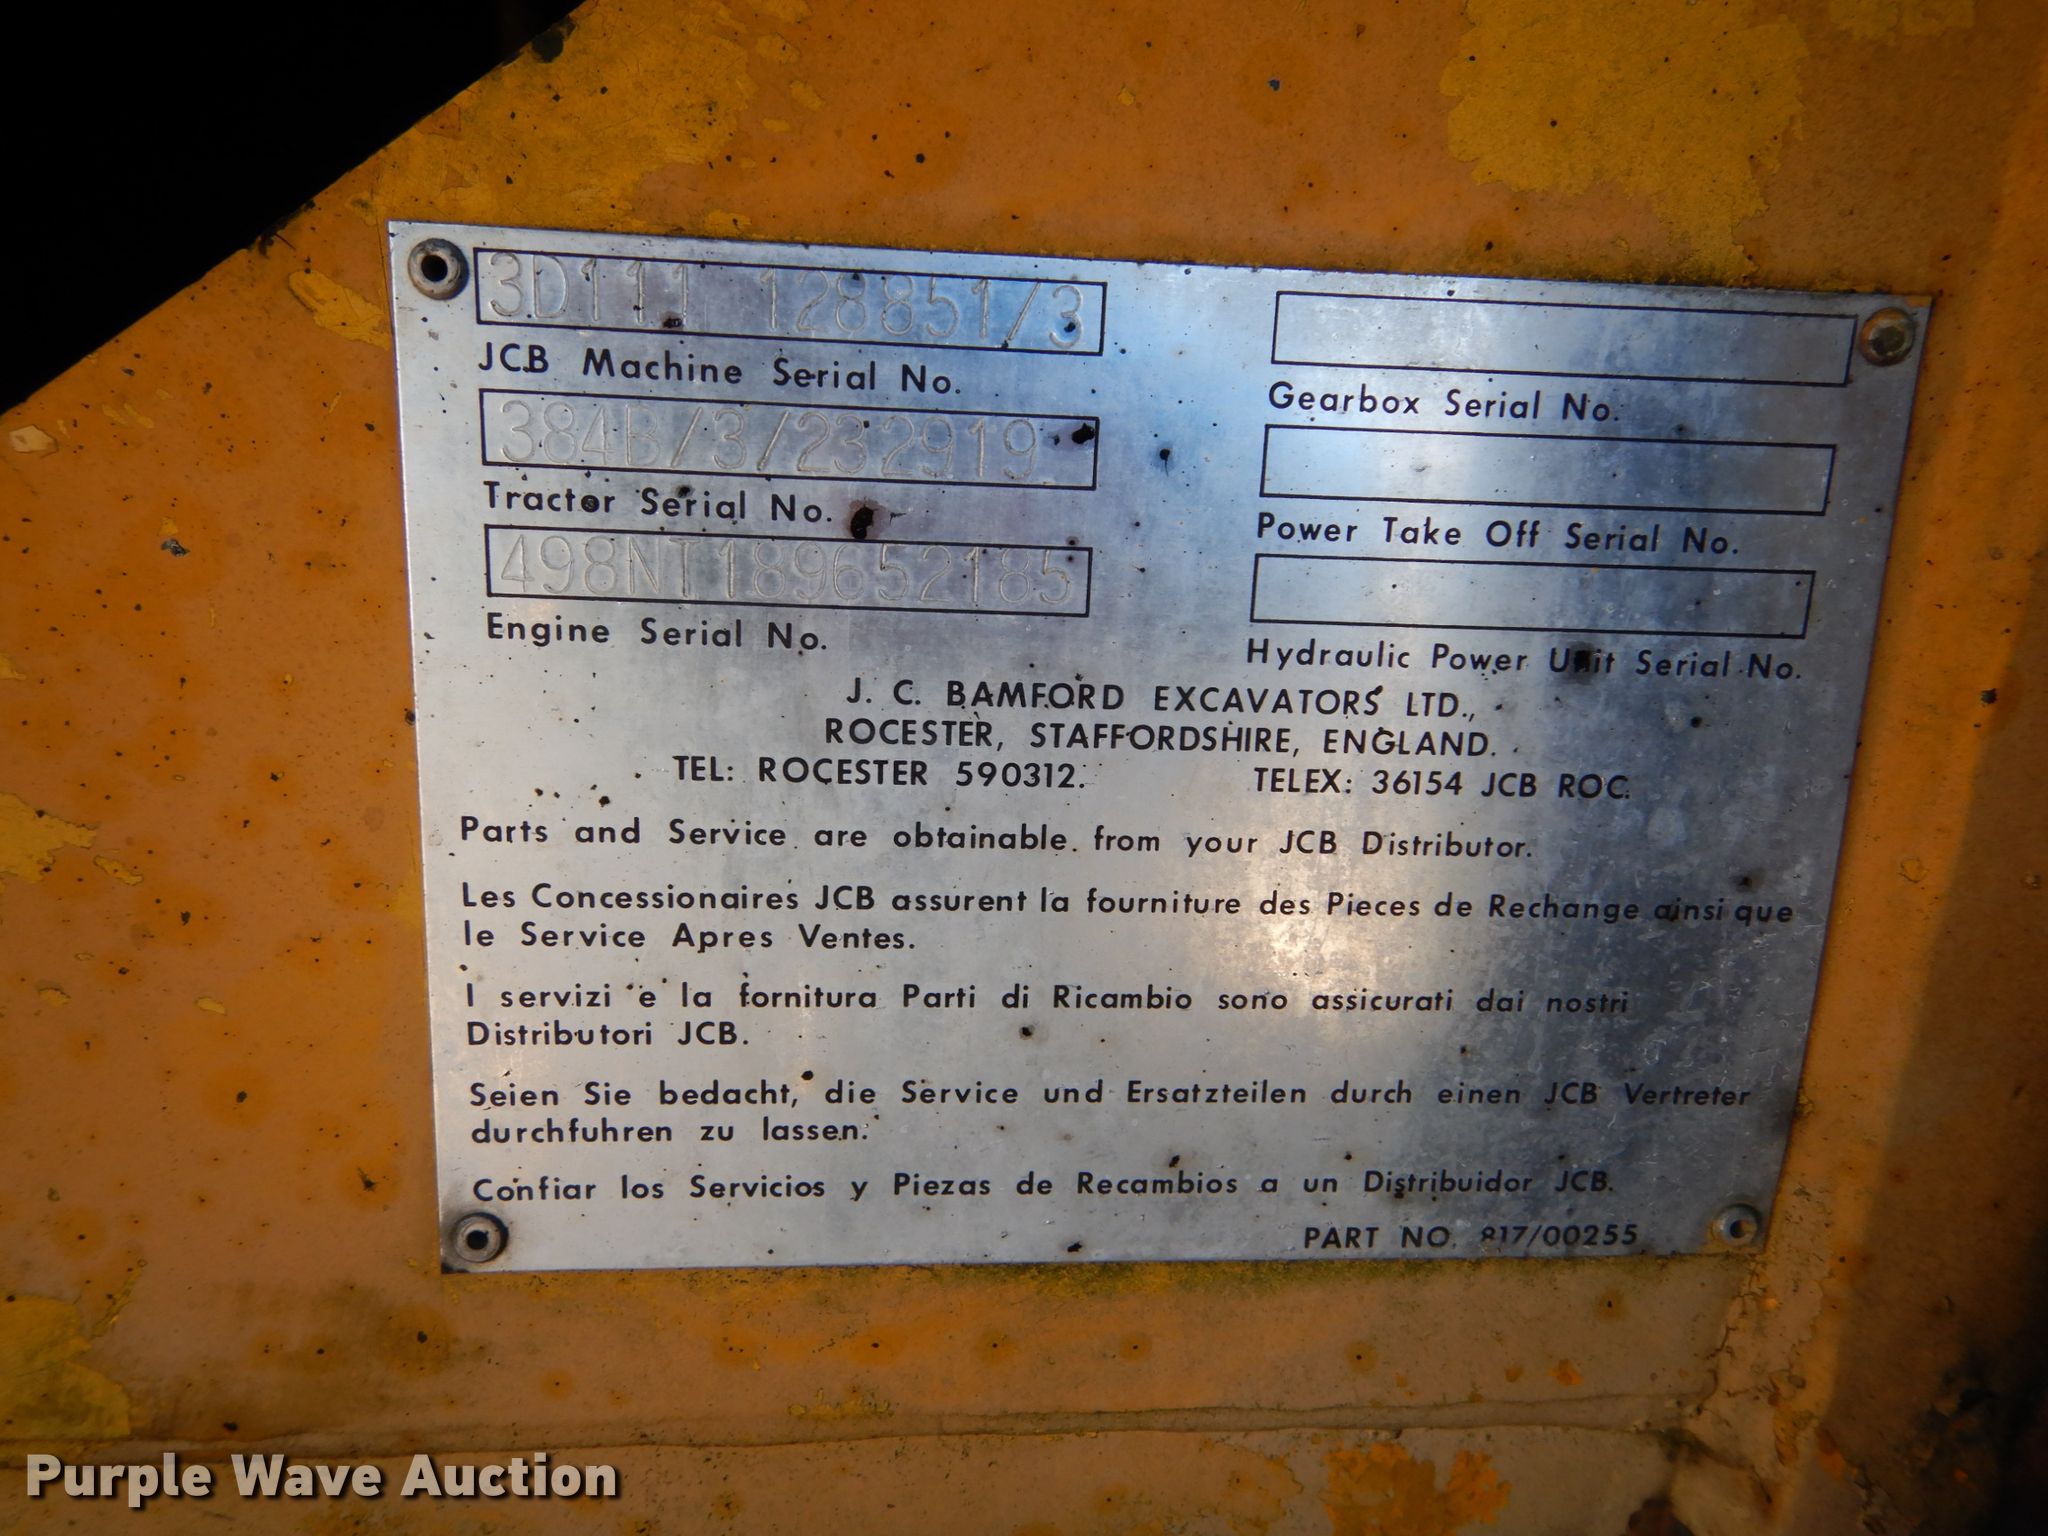 3D111 128851/3
JCB Machine Serial No.
384B/3/232919
Tractor Serial No.
498NT189652185
Engine Serial No.
Gearbox Serial No.
Power Take Off Serial No.
Hydraulic Power Unit Serial No.
J. C. BAMFORD EXCAVATORS LTD.,
ROCESTER, STAFFORDSHIRE, ENGLAND.
TEL: ROCESTER 590312. TELEX: 36154 JCB ROC.
Parts and Service are obtainable from your JCB Distributor.
Les Concessionaires JCB assurent la fourniture des Pieces de Rechange ainsi que
le Service Apres Ventes.
I servizi e la fornitura Parti di Ricambio sono assicurati dai nostri
Distributori JCB.
Seien Sie bedacht, die Service und Ersatzteilen durch einen JCB Vertreter
durchfuhren zu lassen.
Confiar los Servicios y Piezas de Recambios a un Distribuidor JCB.
PART NO. 817/00255
Purple Wave Auction